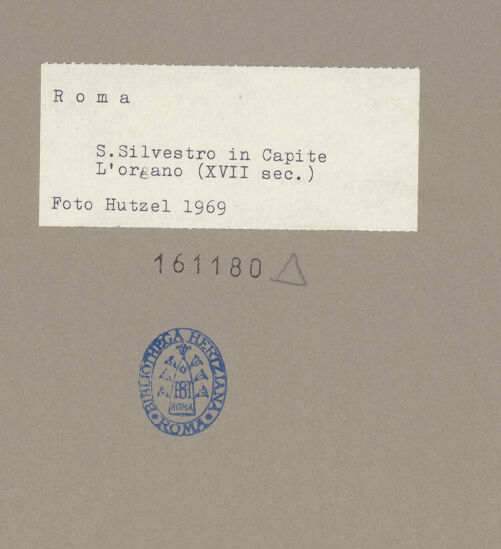 R o m a
S.Silvestro in Capite
L'organo (XVII sec.)
Foto Hutzel 1969
161180
BIBLIOTHECA HERTZIANA
ROMA
ROMA